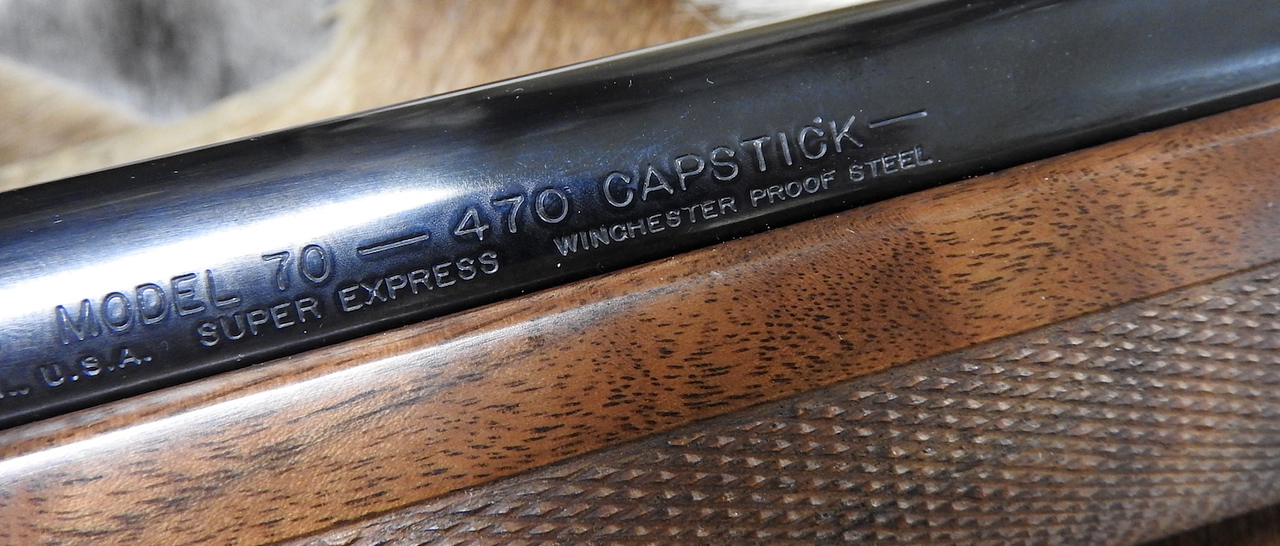 MODEL 70 — 470 CAPSTICK —
U.S.A. SUPER EXPRESS WINCHESTER PROOF STEEL